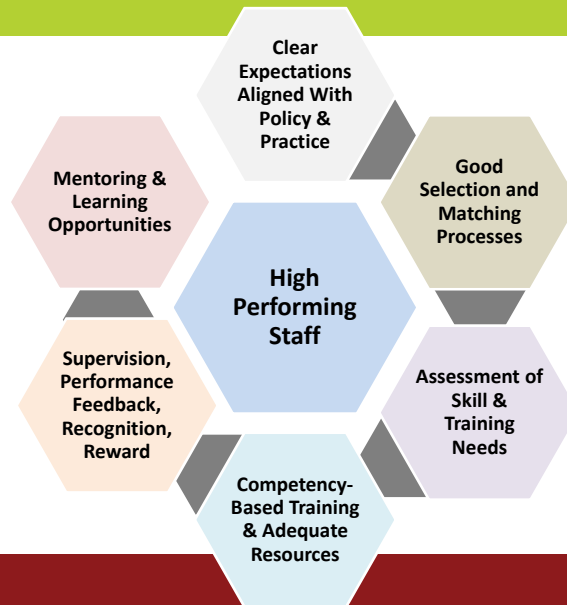 Clear
Expectations
Aligned With
Policy &
Practice
Good
Selection and
Matching
Processes
Assessment of
Skill &
Training
Needs
Competency-
Based Training
& Adequate
Resources
Supervision,
Performance
Feedback,
Recognition,
Reward
Mentoring &
Learning
Opportunities
High
Performing
Staff